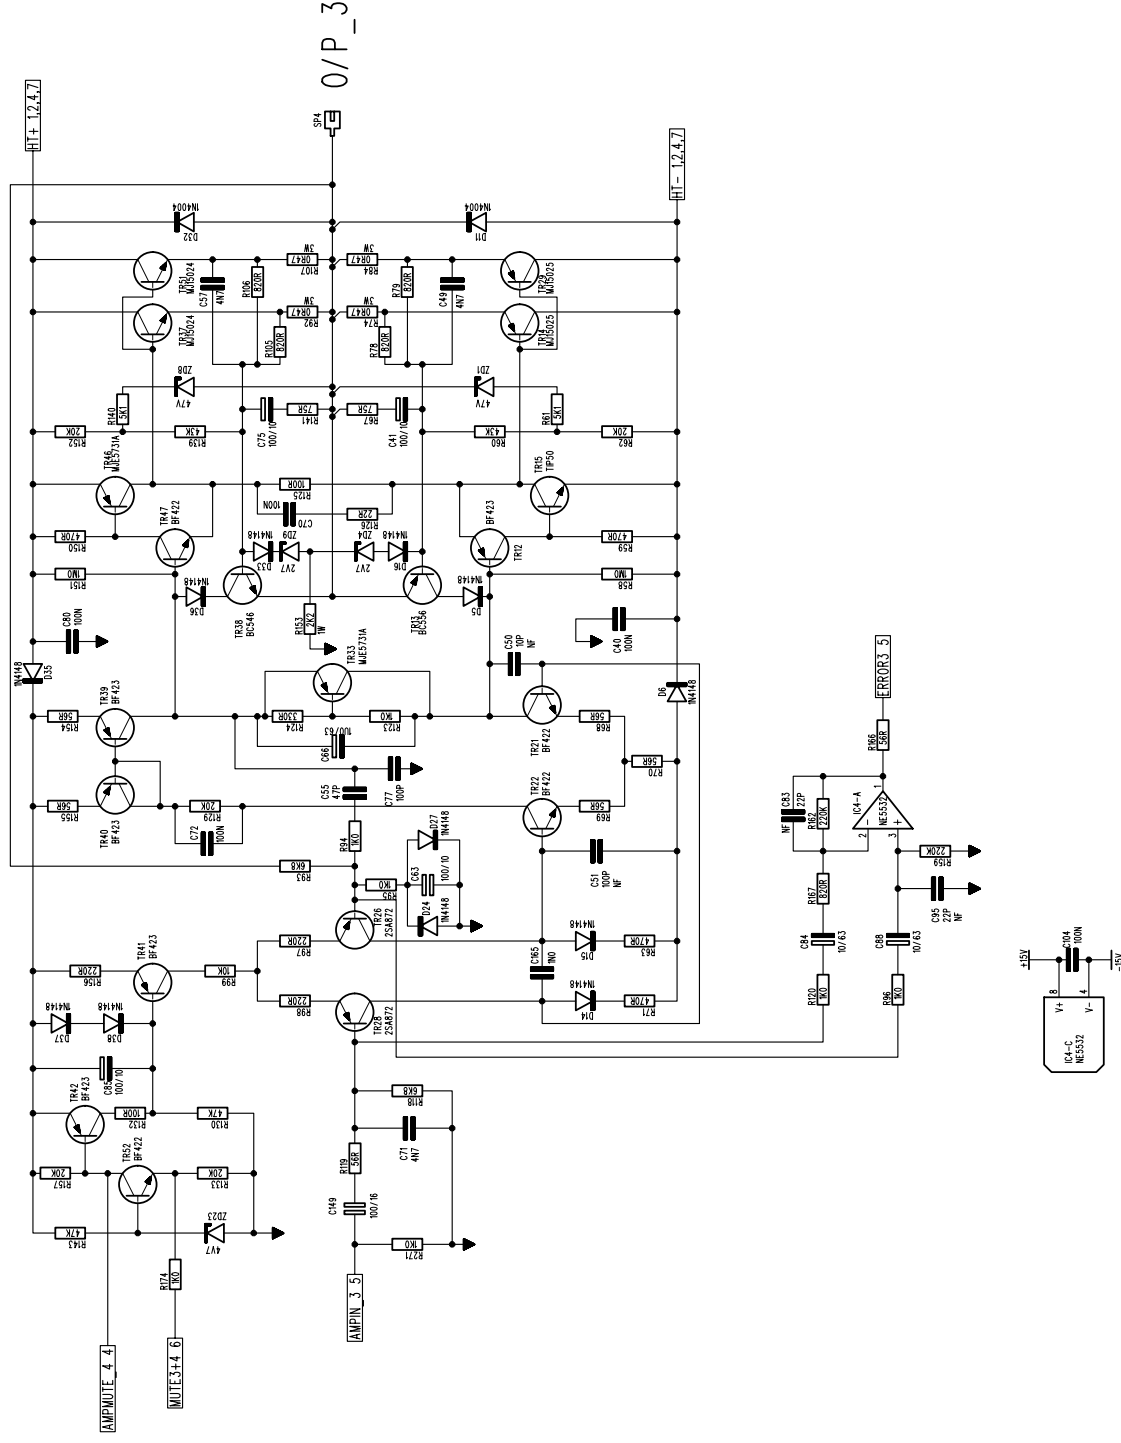 O/P_3
HT+ 1,2,4,7
SP4
HT- 1,2,4,7
1N4004
D32
1N4004
D11
TR51
MJ15024
C57
4N7
R106
820R
3W
0R47
R107
3W
0R47
R84
R79
820R
C49
4N7
TR29
MJ15025
TR37
MJ15024
R105
820R
3W
0R47
R92
3W
0R47
R74
R78
820R
TR14
MJ15025
ZD8
47V
ZD1
47V
R140
5K1
R61
5K1
20K
R152
43K
R139
C75
100/10
75R
R141
75R
R67
C41
100/10
43K
R60
20K
R62
TR46
MJE5731A
100R
R125
TR15
TIP50
TR47
BF422
100N
C70
22R
R126
BF423
TR12
470R
R150
470R
R59
1M0
R151
1N4148
D36
1N4148
D33
ZD9
2V7
ZD4
2V7
1N4148
D16
1N4148
D5
1M0
R58
TR38
BC546
TR13
BC556
R153
2K2
1W
C80
100N
C40
100N
1N4148
D35
TR33
MJE5731A
C50
10P
NF
D6
1N4148
56R
R154
TR39
BF423
330R
R124
1K0
R123
C66
100/63
TR21
BF422
56R
R68
56R
R70
56R
R155
TR40
BF423
20K
R129
C72
100N
C55
47P
C77
100P
TR22
BF422
56R
R69
R94
1K0
D27
1N4148
C63
100/10
D24
1N4148
6K8
R93
1K0
R95
C51
100P
NF
TR26
2SA872
220R
R97
C165
1N0
1N4148
D15
470R
R63
220R
R156
TR41
BF423
10K
R99
220R
R98
TR28
2SA872
1N4148
D14
470R
R71
1N4148
D37
1N4148
D38
C85
100/10
TR42
BF423
100R
R132
47K
R130
20K
R157
TR52
BF422
20K
R133
47K
R143
ZD23
4V7
R174
1K0
6K8
R118
C71
4N7
R119
56R
C149
100/16
1K0
R271
AMPIN_3 5
AMPMUTE_4 4
MUTE3+4 6
ERROR3 5
R166
56R
IC4-A
NE5532
1
2
3
-
+
C83
22P
NF
R162
220K
220K
R159
R167
820R
C95
22P
NF
C84
10/63
C88
10/63
R120
1K0
R96
1K0
+15V
-15V
C104
100N
8
4
V+
V-
IC4-C
NE5532